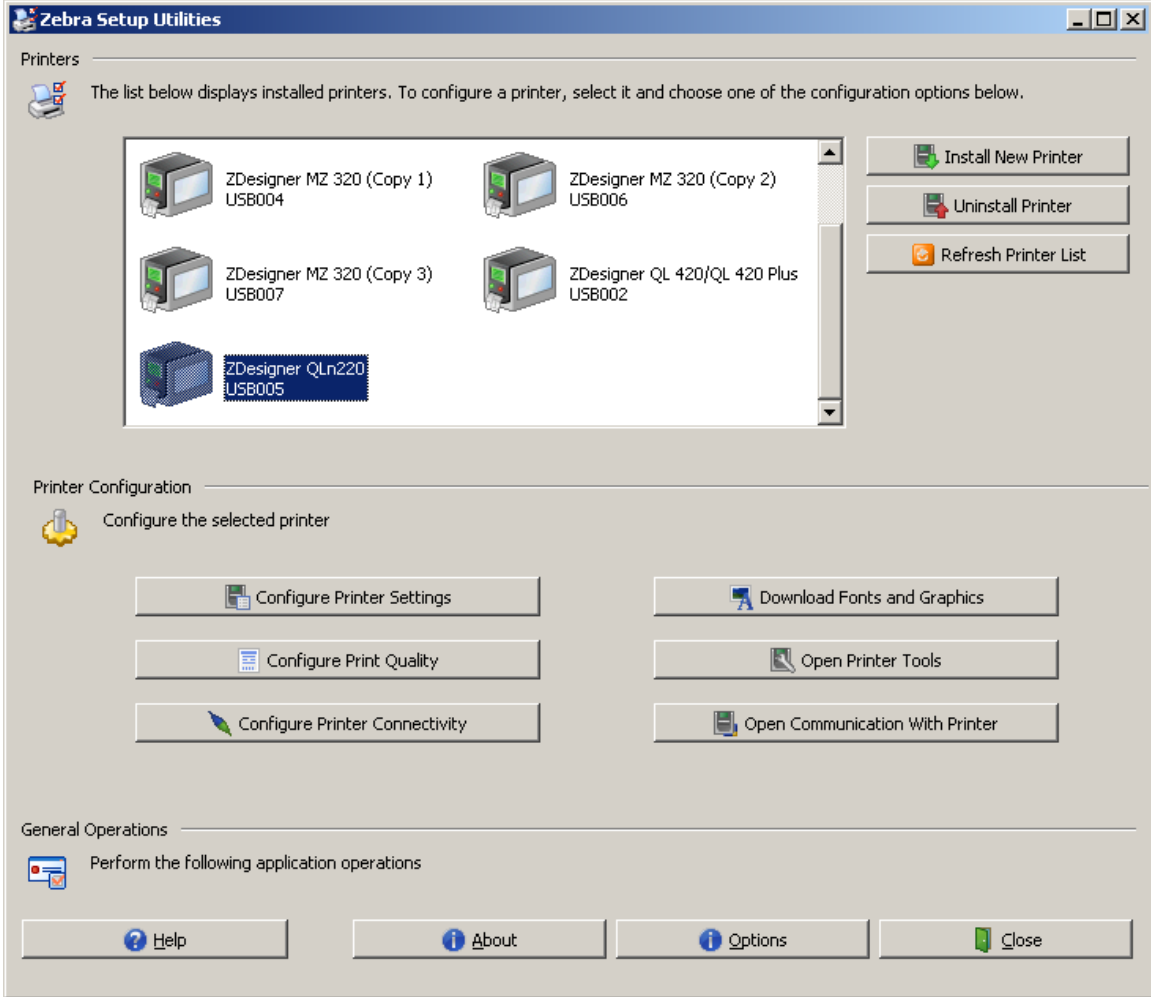 Zebra Setup Utilities
Printers
The list below displays installed printers. To configure a printer, select it and choose one of the configuration options below.
ZDesigner MZ 320 (Copy 1)
USB004
ZDesigner MZ 320 (Copy 2)
USB006
ZDesigner MZ 320 (Copy 3)
USB007
ZDesigner QL 420/QL 420 Plus
USB002
ZDesigner QLn220
USB005
Install New Printer
Uninstall Printer
Refresh Printer List
Printer Configuration
Configure the selected printer
Configure Printer Settings
Download Fonts and Graphics
Configure Print Quality
Open Printer Tools
Configure Printer Connectivity
Open Communication With Printer
General Operations
Perform the following application operations
Help
About
Options
Close